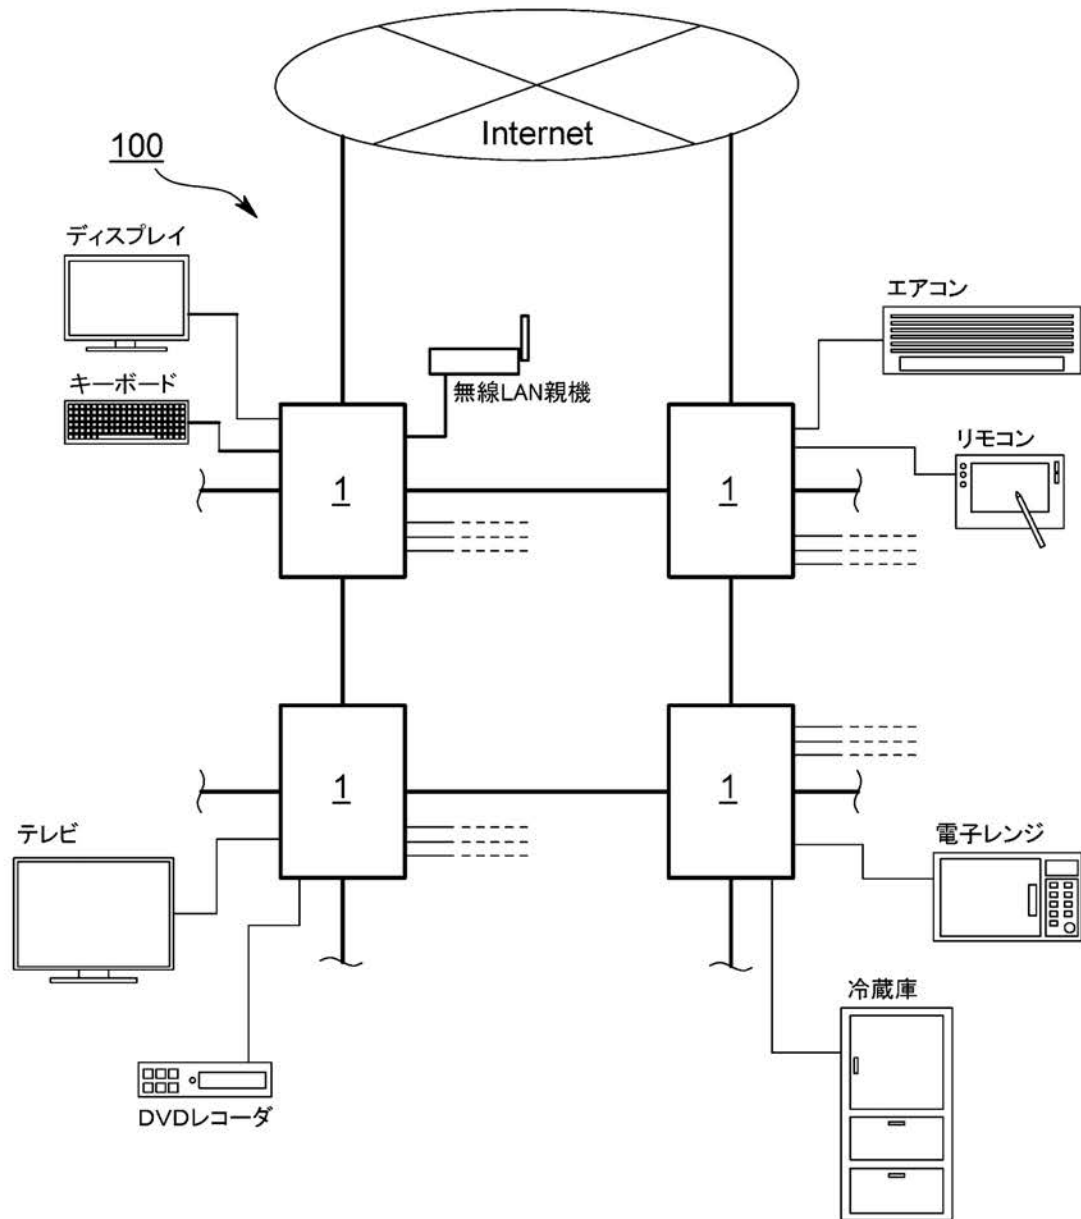 Internet
100
ディスプレイ
エアコン
キーボード
無線LAN親機
リモコン
1
1
1
1
テレビ
電子レンジ
冷蔵庫
DVDレコーダ